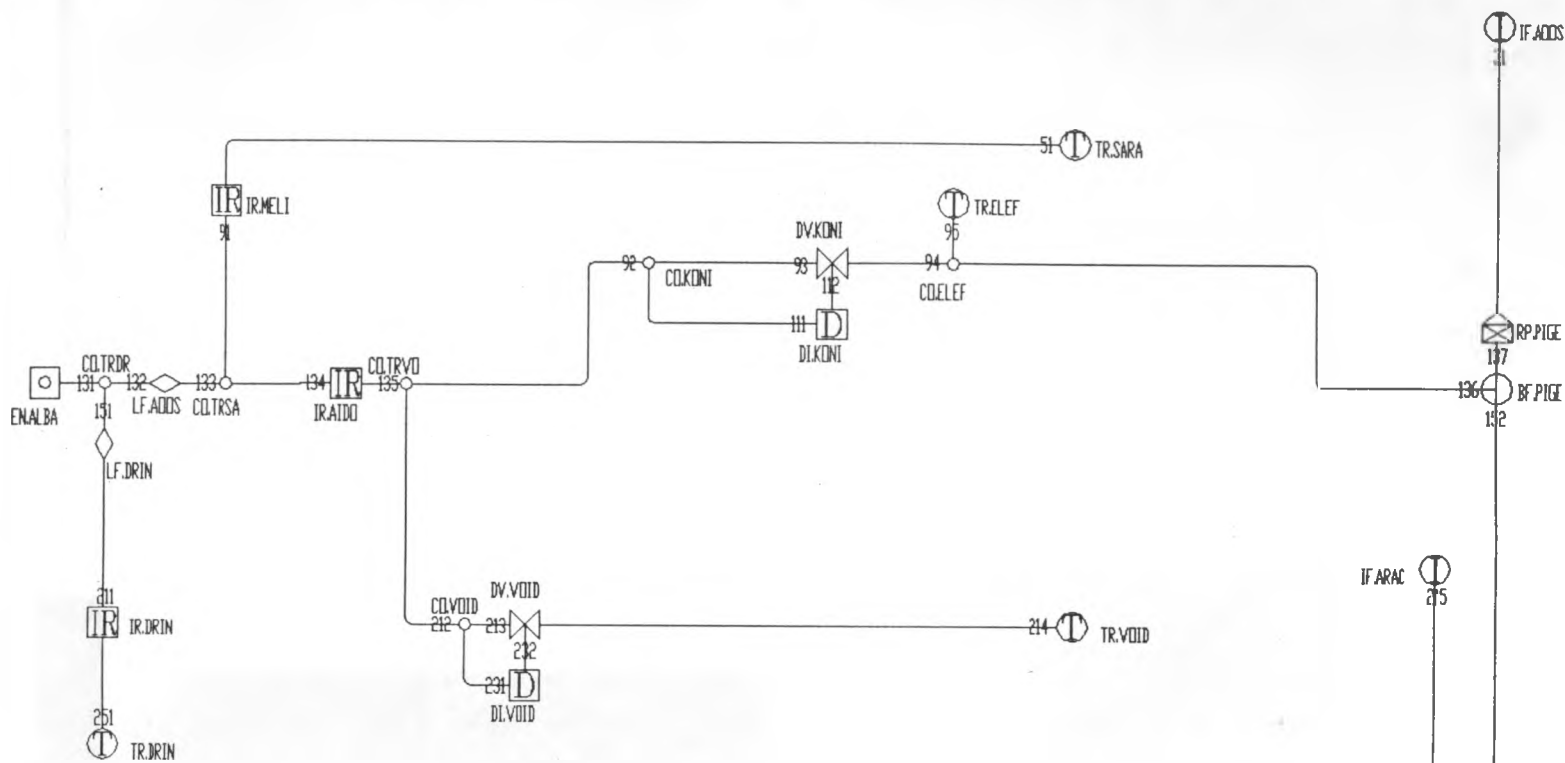 IF.AOOS
31
51 TR.SARA
IR IR.MELI
91
TR.ELEF
95
DV.KONI
92 93 94
CO.KONI
112
CO.ELEF
111 D
DI.KONI
RP.PIGE
137
CO.TRDR
CO.TRVO
131 132 133 134 IR 135
136 BF.PIGE
EN.ALBA
LF.AOOS CO.TRSA
IR.AIDO
151
152
LF.DRIN
IF.ARAC
215
211
IR IR.DRIN
CO.VOID DV.VOID
212 213 214 TR.VOID
232
231 D
DI.VOID
251
TR.DRIN